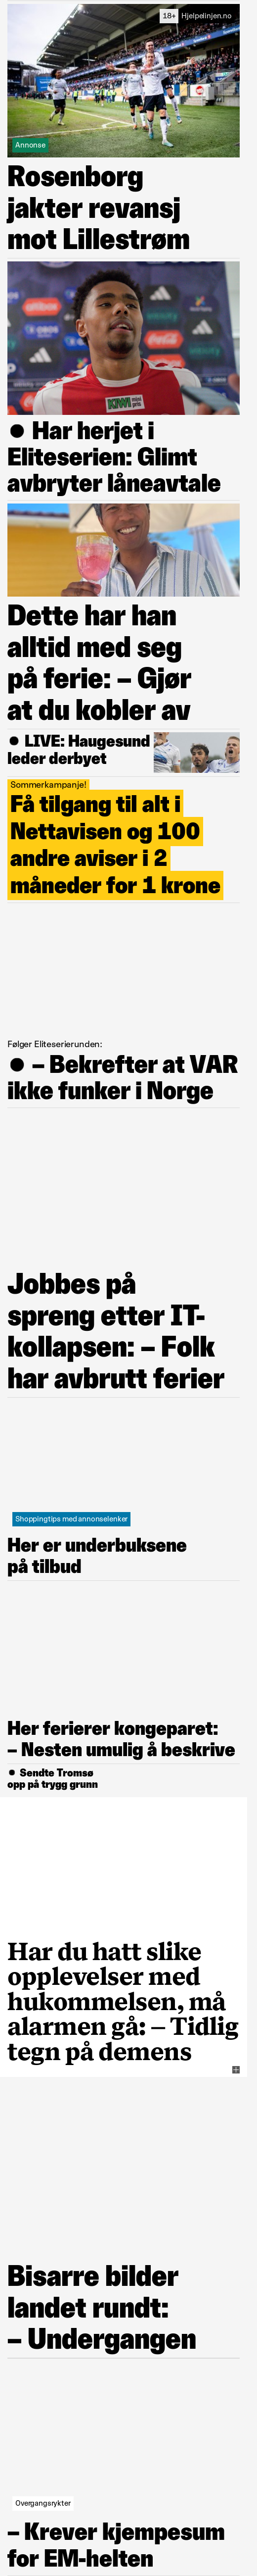 18+ Hjelpelinjen.no
Annonse
Rosenborg
jakter revansj
mot Lillestrøm
KIWI mini pris
● Har herjet i
Eliteserien: Glimt
avbryter låneavtale
Dette har han
alltid med seg
på ferie: – Gjør
at du kobler av
● LIVE: Haugesund
leder derbyet
Sommerkampanje!
Få tilgang til alt i
Nettavisen og 100
andre aviser i 2
måneder for 1 krone
Følger Eliteserierunden:
● – Bekrefter at VAR
ikke funker i Norge
Jobbes på
spreng etter IT-
kollapsen: – Folk
har avbrutt ferier
Shoppingtips med annonselenker
Her er underbuksene
på tilbud
Her ferierer kongeparet:
– Nesten umulig å beskrive
● Sendte Tromsø
opp på trygg grunn
Har du hatt slike
opplevelser med
hukommelsen, må
alarmen gå: – Tidlig
tegn på demens
Bisarre bilder
landet rundt:
– Undergangen
Overgangsrykter
– Krever kjempesum
for EM-helten